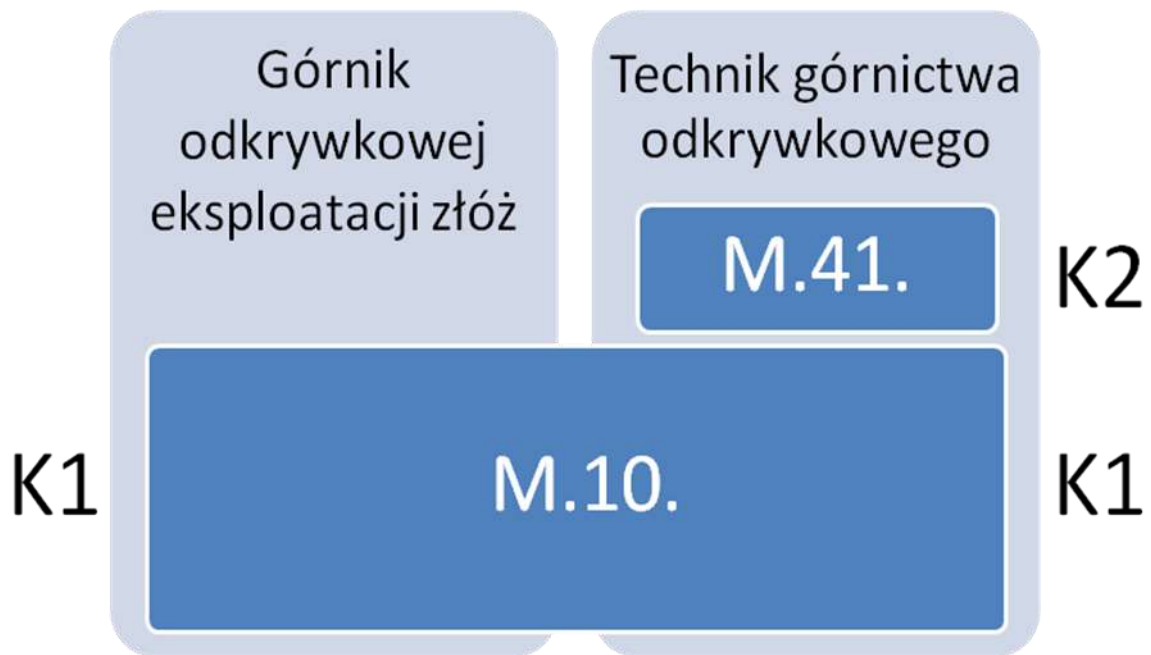 Górnik
odkrywkowej
eksploatacji złóż
Technik górnictwa
odkrywkowego
M.41.
K2
K1
M.10.
K1